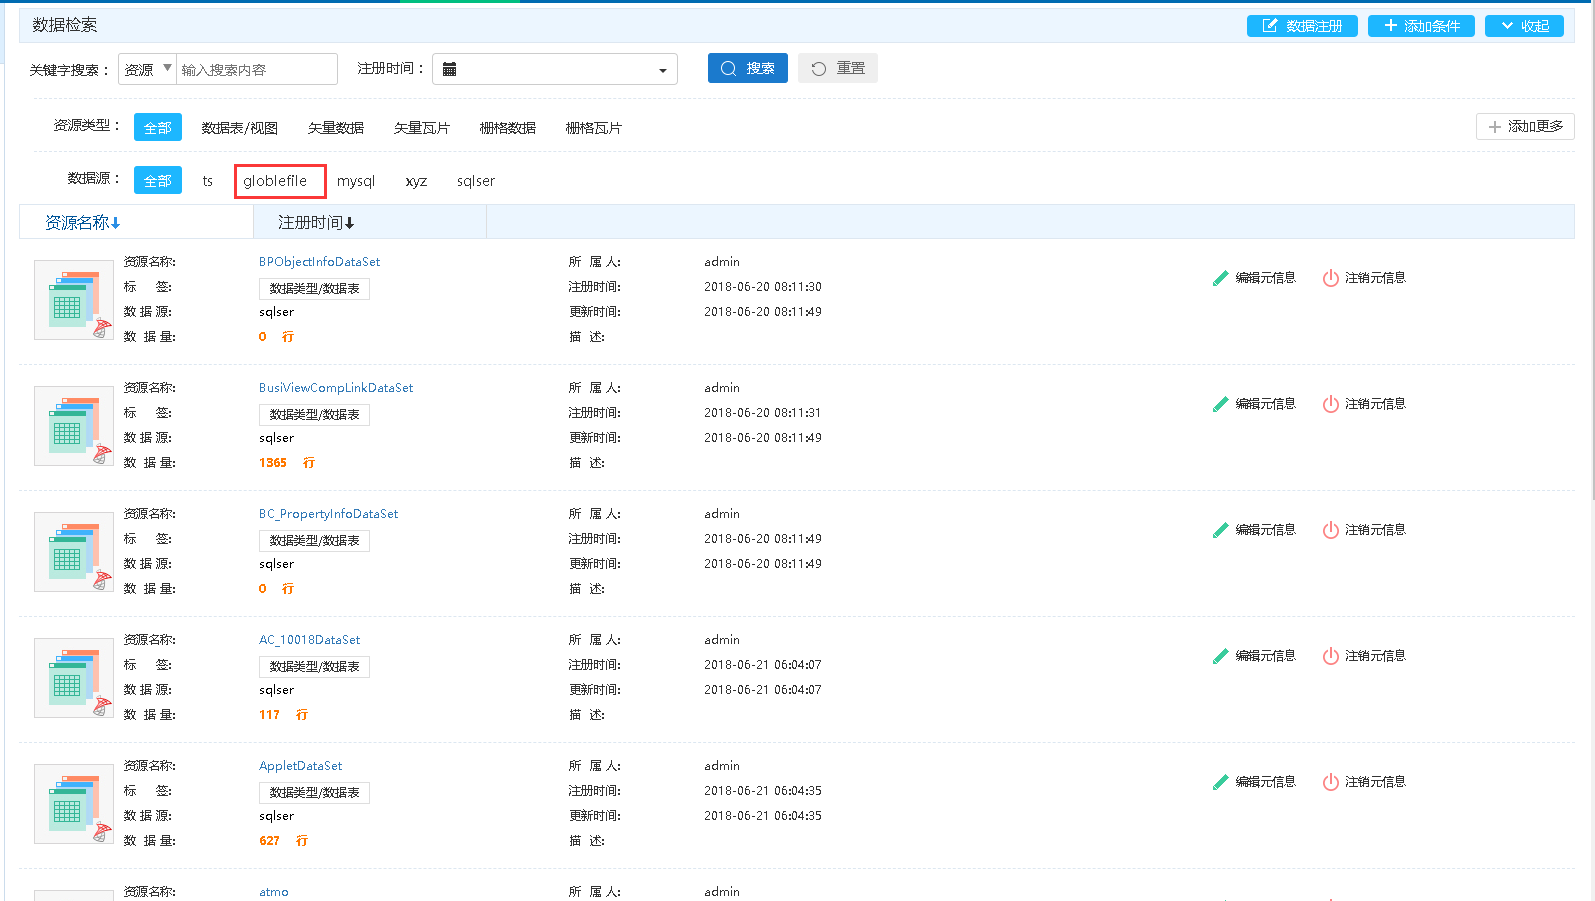 数据检索 数据注册 添加条件 收起
关键字搜索： 资源 输入搜索内容 注册时间： 搜索 重置
资源类型： 全部 数据表/视图 矢量数据 矢量瓦片 栅格数据 栅格瓦片 添加更多
数据源： 全部 ts globlefile mysql xyz sqlser
资源名称 注册时间
资源名称: BPObjectInfoDataSet 所 属 人: admin 编辑元信息 注销元信息
标 签: 数据类型/数据表 注册时间: 2018-06-20 08:11:30
数 据 源: sqlser 更新时间: 2018-06-20 08:11:49
数 据 量: 0 行 描 述:
资源名称: BusiViewCompLinkDataSet 所 属 人: admin 编辑元信息 注销元信息
标 签: 数据类型/数据表 注册时间: 2018-06-20 08:11:31
数 据 源: sqlser 更新时间: 2018-06-20 08:11:49
数 据 量: 1365 行 描 述:
资源名称: BC_PropertyInfoDataSet 所 属 人: admin 编辑元信息 注销元信息
标 签: 数据类型/数据表 注册时间: 2018-06-20 08:11:49
数 据 源: sqlser 更新时间: 2018-06-20 08:11:49
数 据 量: 0 行 描 述:
资源名称: AC_10018DataSet 所 属 人: admin 编辑元信息 注销元信息
标 签: 数据类型/数据表 注册时间: 2018-06-21 06:04:07
数 据 源: sqlser 更新时间: 2018-06-21 06:04:07
数 据 量: 117 行 描 述:
资源名称: AppletDataSet 所 属 人: admin 编辑元信息 注销元信息
标 签: 数据类型/数据表 注册时间: 2018-06-21 06:04:35
数 据 源: sqlser 更新时间: 2018-06-21 06:04:35
数 据 量: 627 行 描 述:
资源名称: atmo 所 属 人: admin